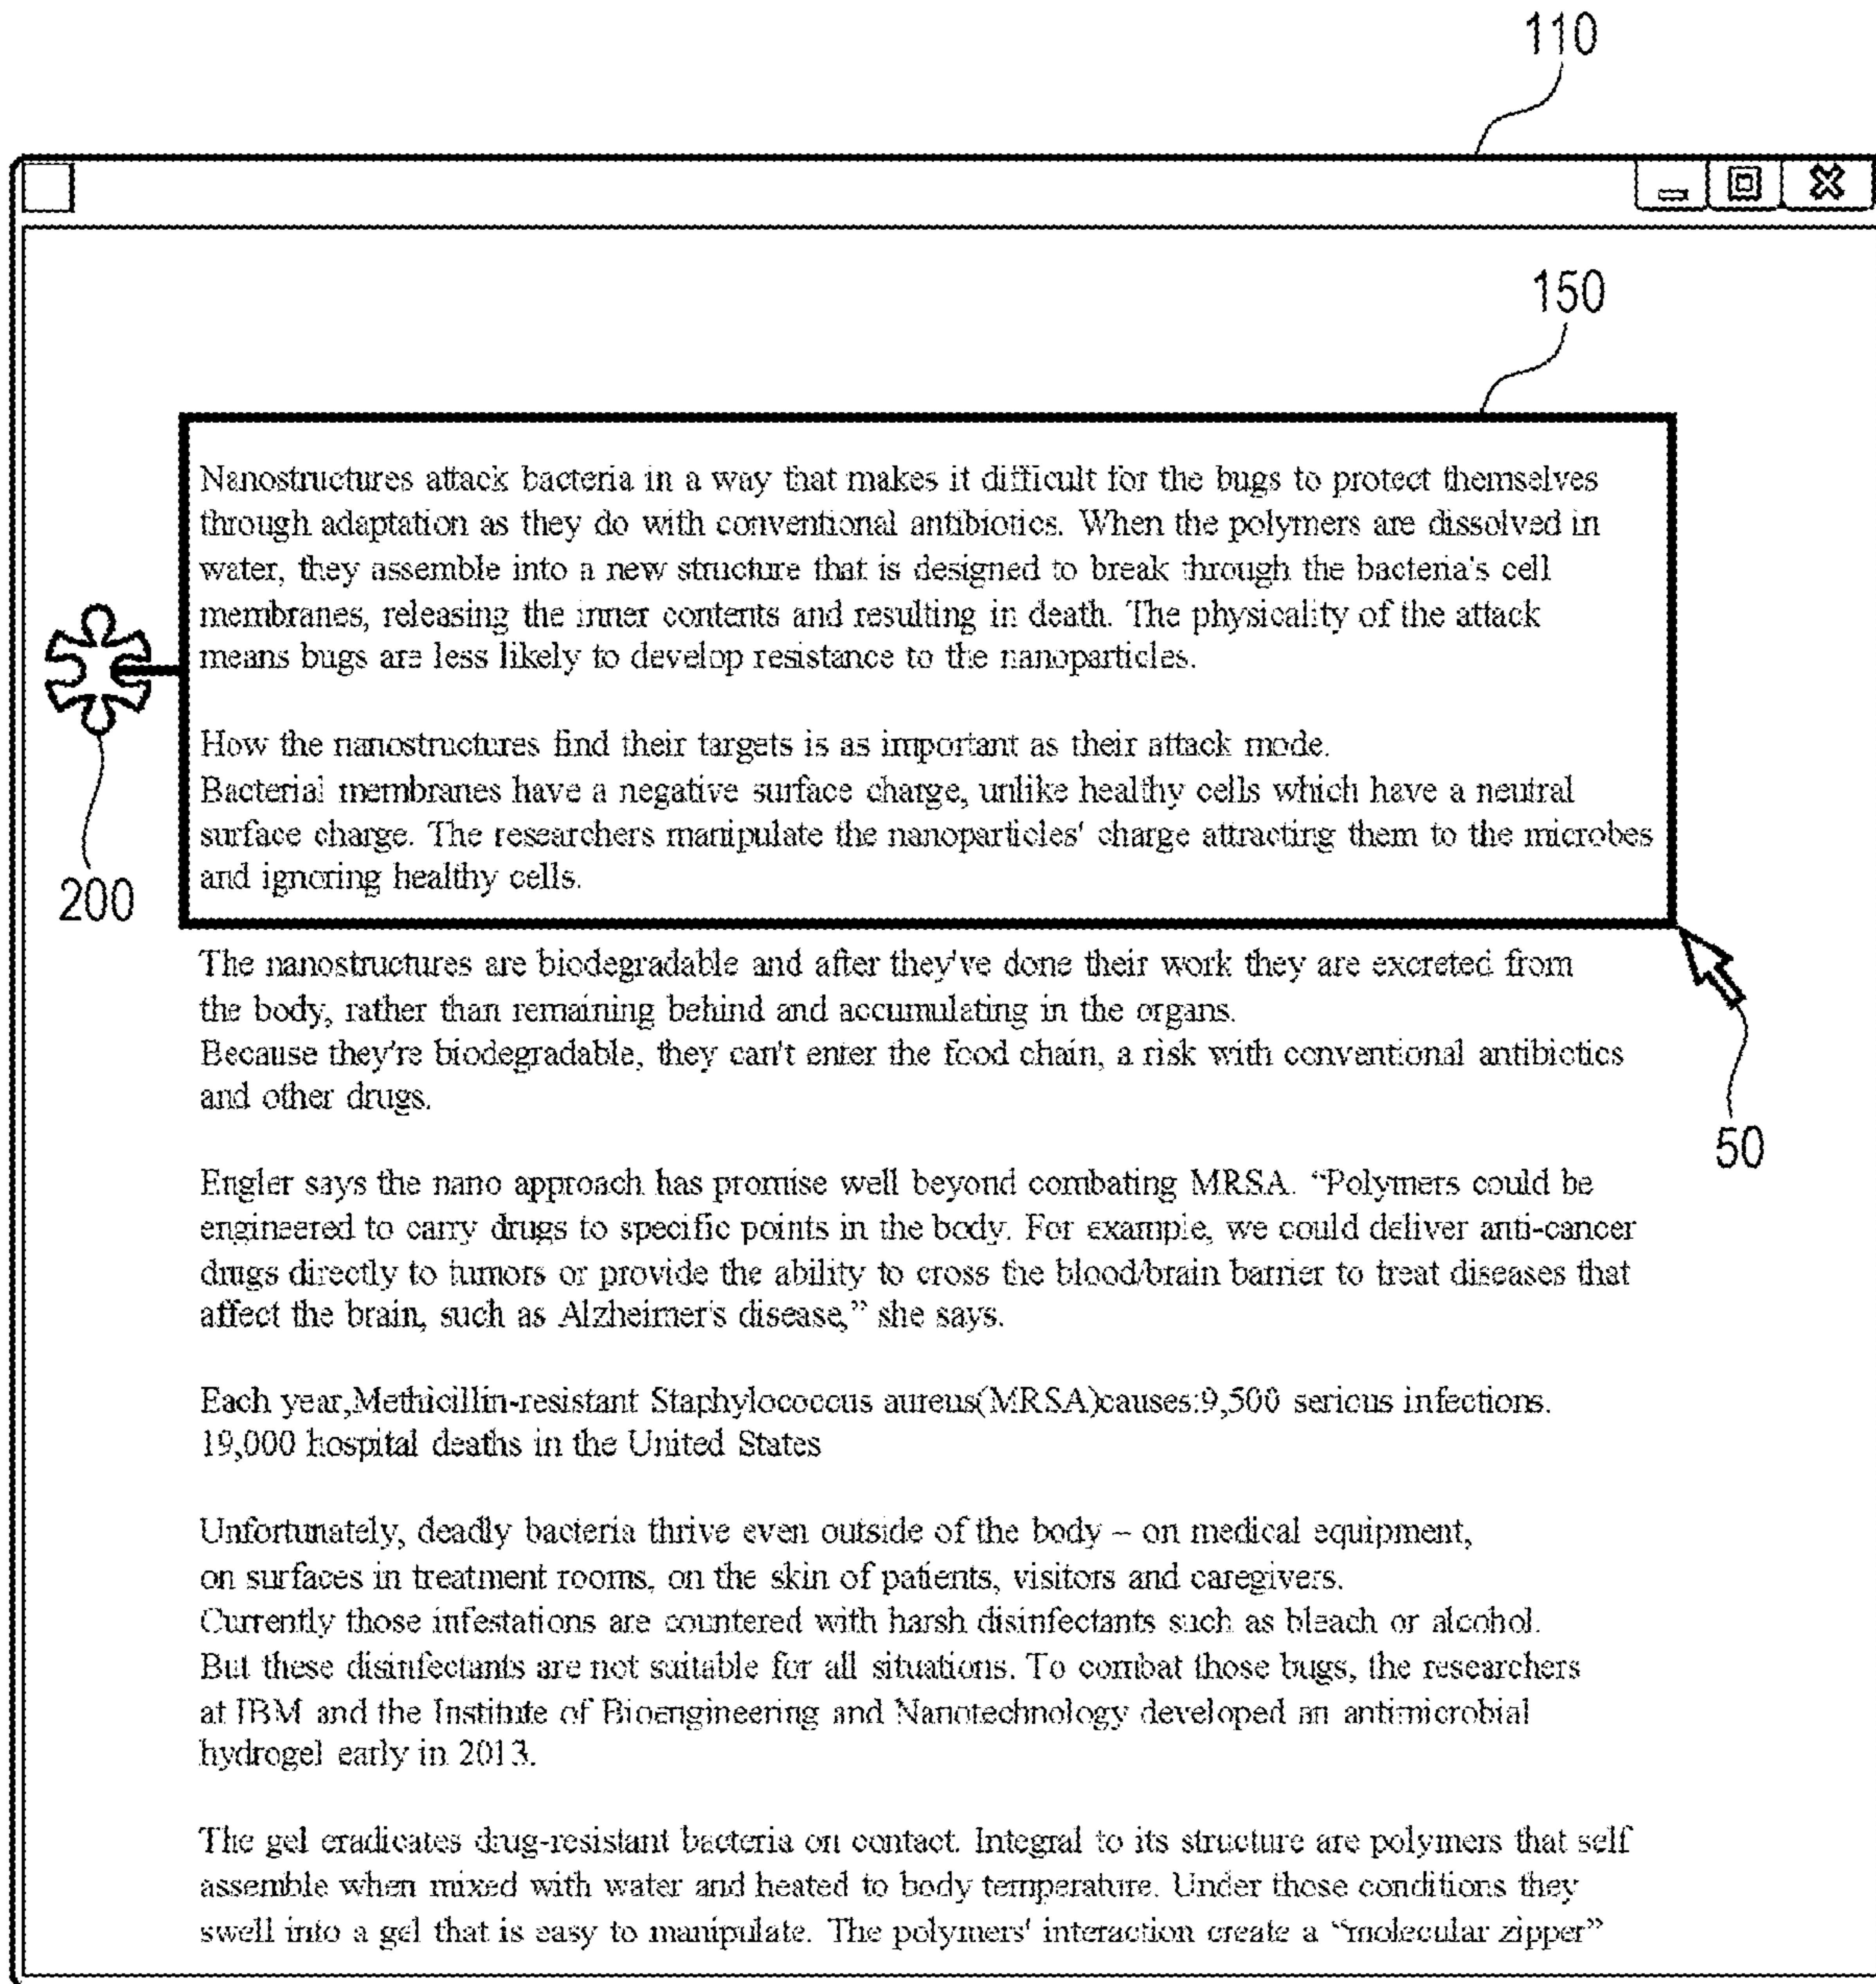 110
150
Nanostructures attack bacteria in a way that makes it difficult for the bugs to protect themselves
through adaptation as they do with conventional antibiotics. When the polymers are dissolved in
water, they assemble into a new structure that is designed to break through the bacteria's cell
membranes, releasing the inner contents and resulting in death. The physicality of the attack
means bugs are less likely to develop resistance to the nanoparticles.
How the nanostructures find their targets is as important as their attack mode.
Bacterial membranes have a negative surface charge, unlike healthy cells which have a neutral
surface charge. The researchers manipulate the nanoparticles' charge attracting them to the microbes
and ignoring healthy cells.
200
The nanostructures are biodegradable and after they've done their work they are excreted from
the body, rather than remaining behind and accumulating in the organs.
Because they're biodegradable, they can't enter the food chain, a risk with conventional antibiotics
and other drugs.
50
Engler says the nano approach has promise well beyond combating MRSA. “Polymers could be
engineered to carry drugs to specific points in the body. For example, we could deliver anti-cancer
drugs directly to tumors or provide the ability to cross the blood/brain barrier to treat diseases that
affect the brain, such as Alzheimer's disease,” she says.
Each year,Methicillin-resistant Staphylococcus aureus(MRSA)causes:9,500 serious infections.
19,000 hospital deaths in the United States
Unfortunately, deadly bacteria thrive even outside of the body – on medical equipment,
on surfaces in treatment rooms, on the skin of patients, visitors and caregivers.
Currently those infestations are countered with harsh disinfectants such as bleach or alcohol.
But these disinfectants are not suitable for all situations. To combat those bugs, the researchers
at IBM and the Institute of Bioengineering and Nanotechnology developed an antimicrobial
hydrogel early in 2013.
The gel eradicates drug-resistant bacteria on contact. Integral to its structure are polymers that self
assemble when mixed with water and heated to body temperature. Under those conditions they
swell into a gel that is easy to manipulate. The polymers' interaction create a “molecular zipper”